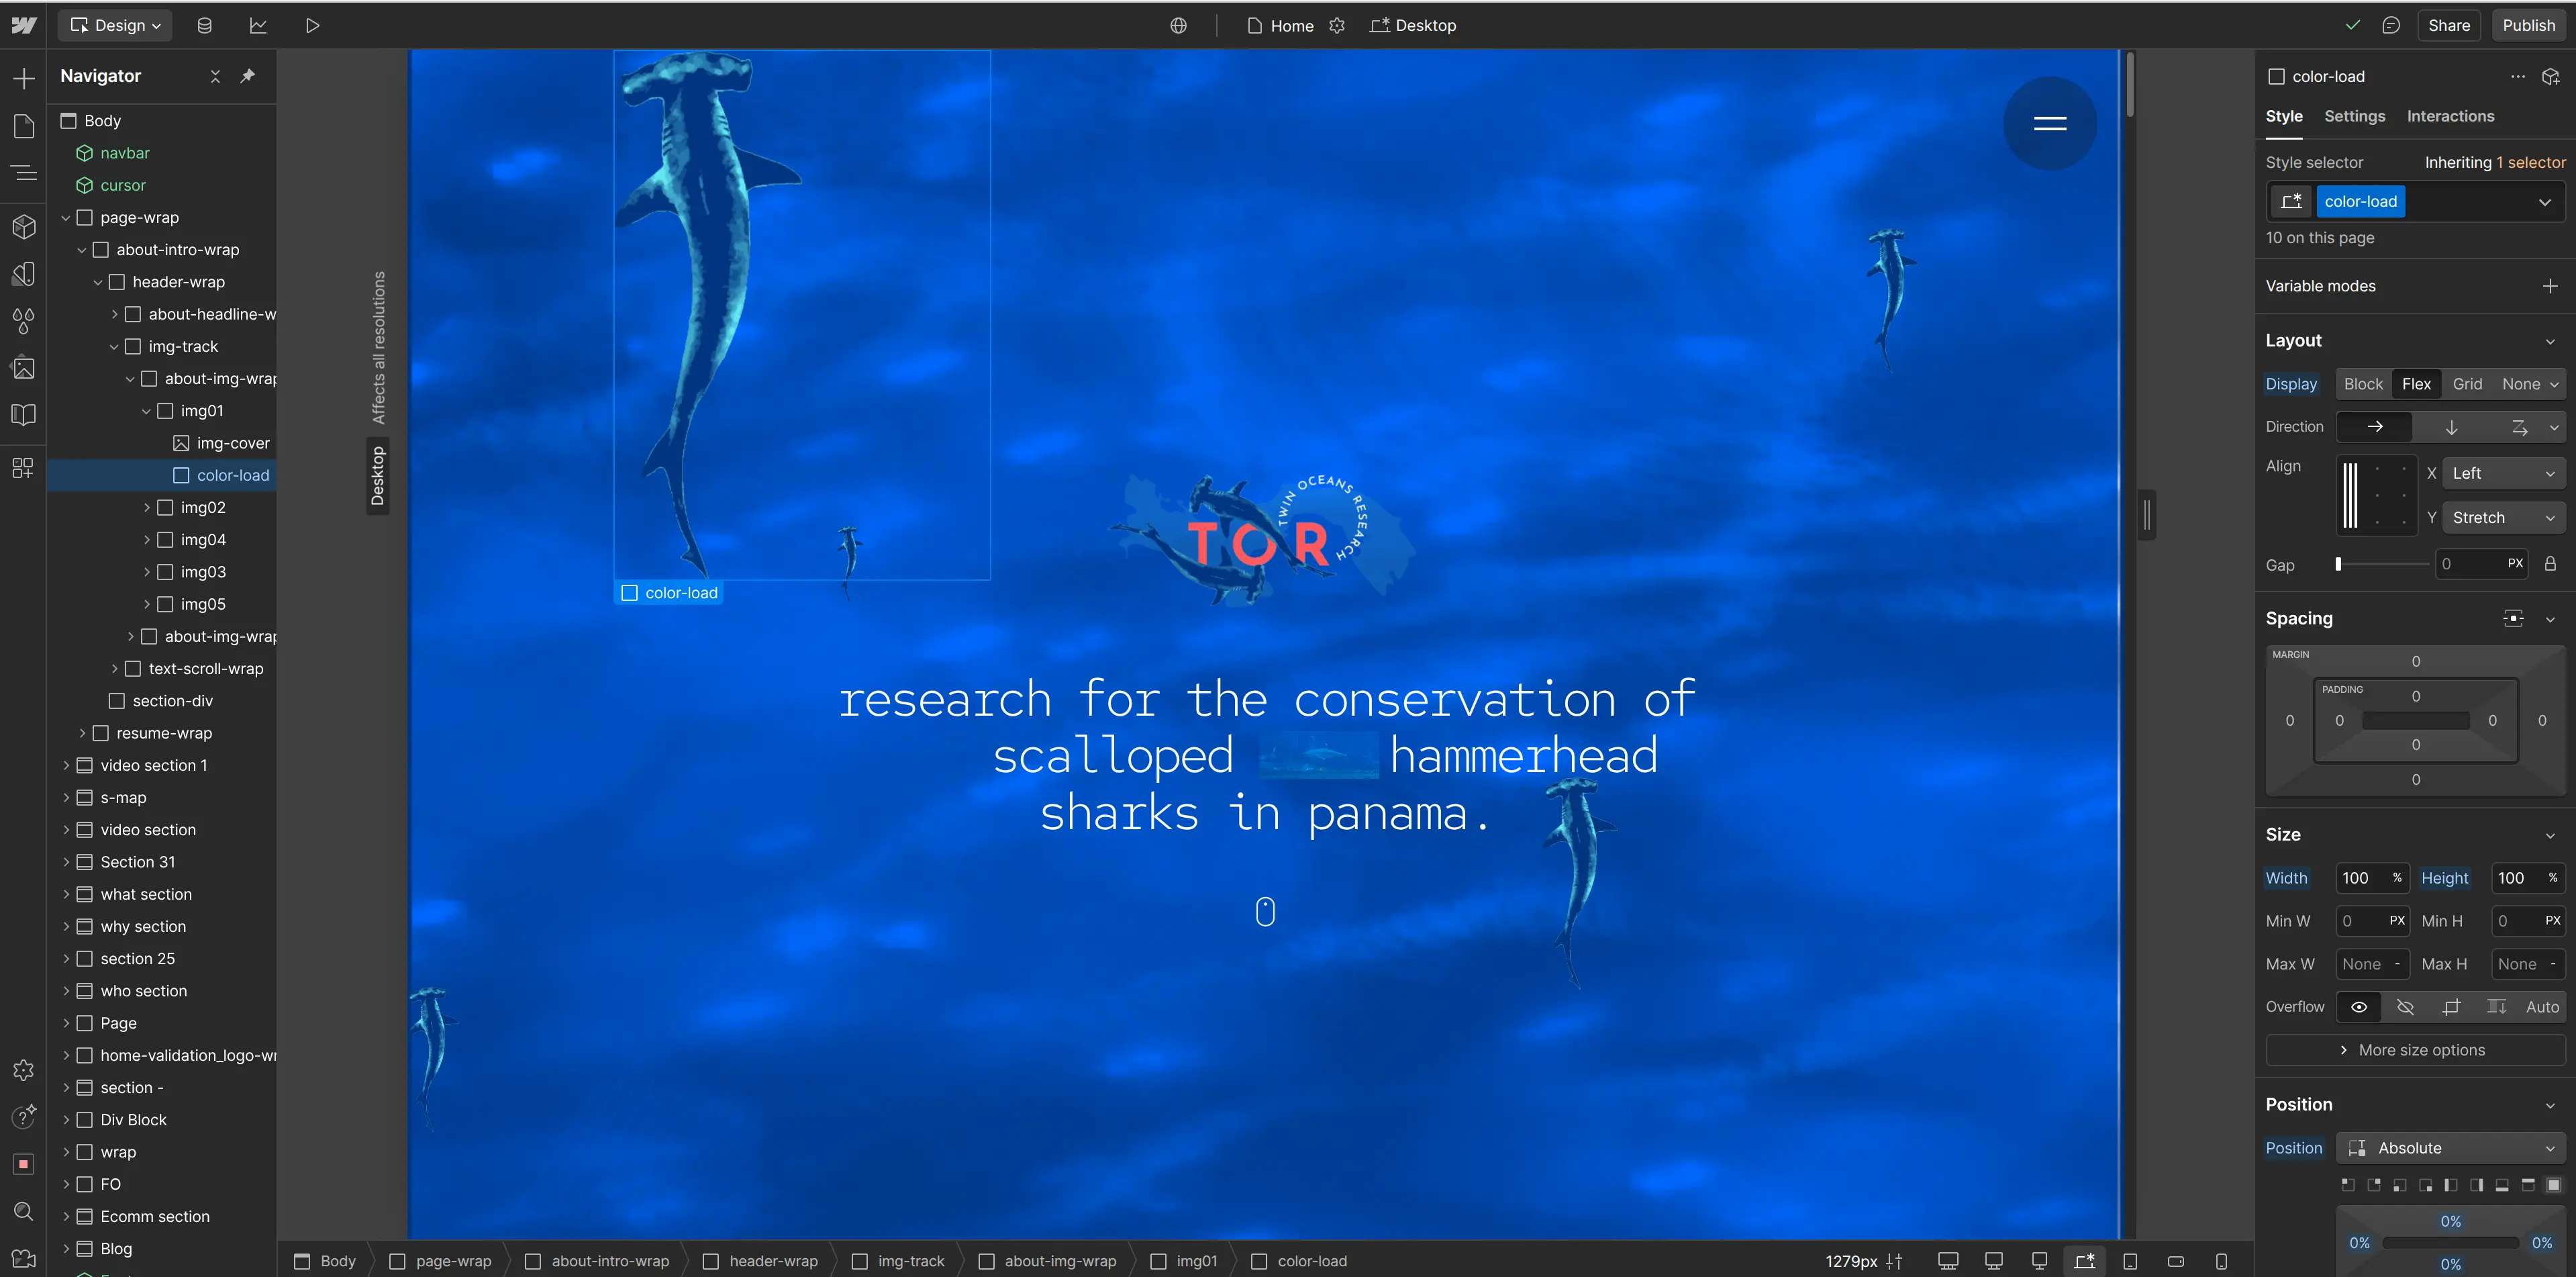 Design
Home
Desktop
Share
Publish
Navigator
Body
navbar
cursor
page-wrap
about-intro-wrap
header-wrap
about-headline-w
img-track
about-img-wrap
img01
img-cover
color-load
img02
img04
img03
img05
about-img-wrap
text-scroll-wrap
section-div
resume-wrap
video section 1
s-map
video section
Section 31
what section
why section
section 25
who section
Page
home-validation_logo-wr
section -
Div Block
wrap
FO
Ecomm section
Blog
Affects all resolutions
Desktop
color-load
TOR
TWIN OCEANS RESEARCH
research for the conservation of
scalloped hammerhead
sharks in panama.
color-load
Style Settings Interactions
Style selector Inheriting 1 selector
color-load
10 on this page
Variable modes
Layout
Display Block Flex Grid None
Direction
Align X Left
Y Stretch
Gap 0 PX
Spacing
MARGIN 0
PADDING 0
0 0 0 0
0
0
Size
Width 100 % Height 100 %
Min W 0 PX Min H 0 PX
Max W None - Max H None -
Overflow Auto
More size options
Position
Position Absolute
0%
0% 0%
0%
Body page-wrap about-intro-wrap header-wrap img-track about-img-wrap img01 color-load
1279px